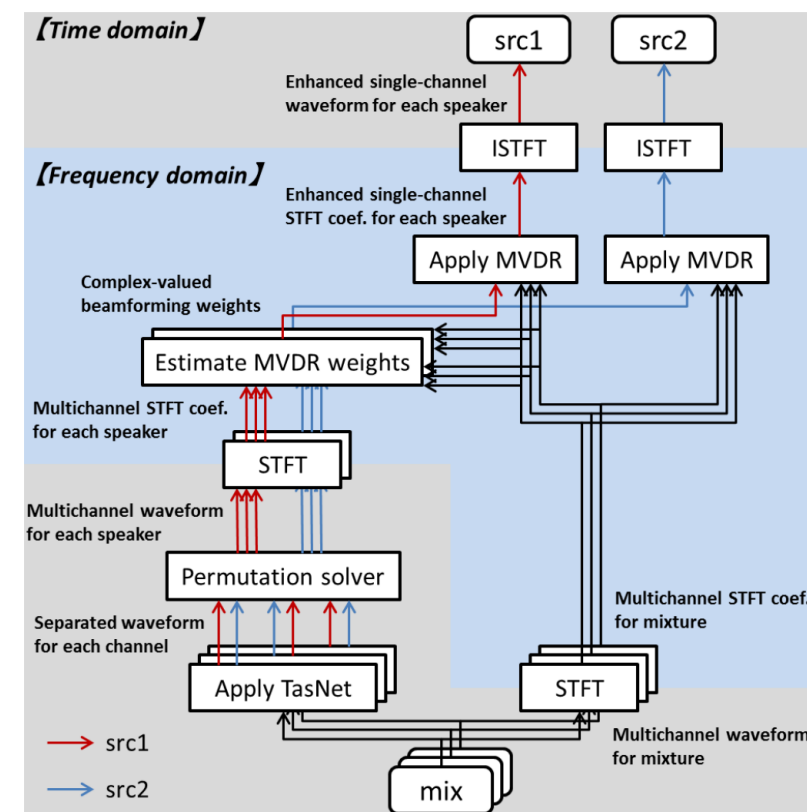 【Time domain】
src1
src2
Enhanced single-channel
waveform for each speaker
ISTFT
ISTFT
【Frequency domain】
Enhanced single-channel
STFT coef. for each speaker
Apply MVDR
Apply MVDR
Complex-valued
beamforming weights
Estimate MVDR weights
Multichannel STFT coef.
for each speaker
STFT
Multichannel waveform
for each speaker
Permutation solver
Separated waveform
for each channel
Multichannel STFT coef.
for mixture
Apply TasNet
STFT
Multichannel waveform
for mixture
src1
src2
mix